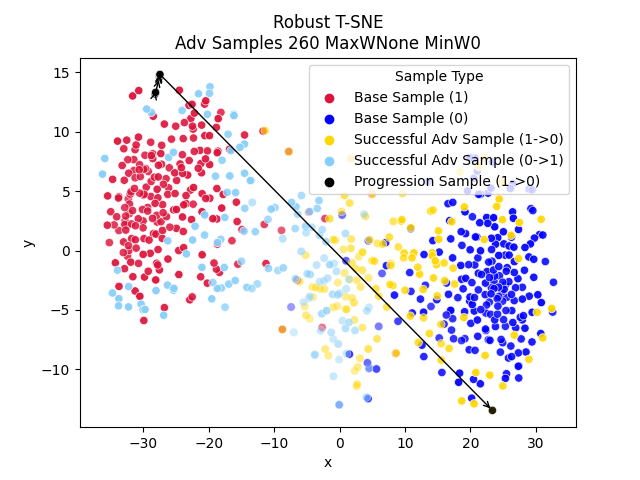 Robust T-SNE
Adv Samples 260 MaxWNone MinW0
Sample Type
Base Sample (1)
Base Sample (0)
Successful Adv Sample (1->0)
Successful Adv Sample (0->1)
Progression Sample (1->0)
y
15
10
5
0
−5
−10
−30
−20
−10
0
10
20
30
x